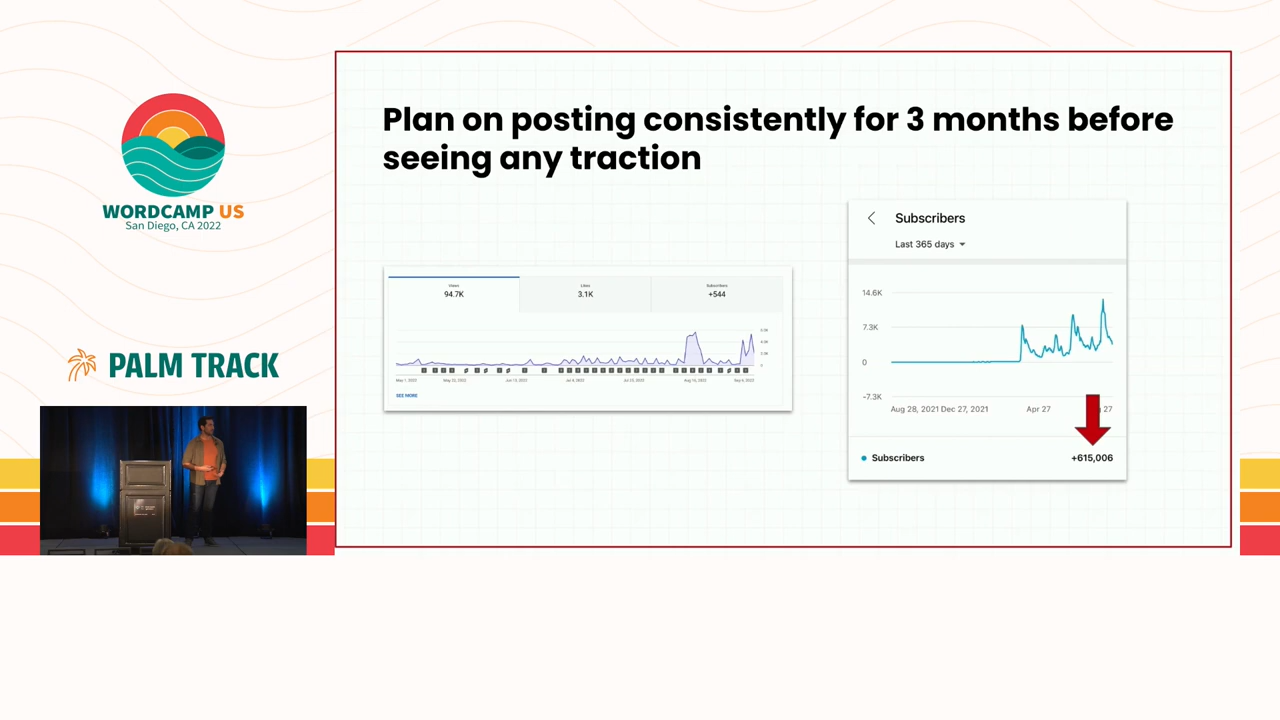 WORDCAMP US
San Diego, CA 2022
PALM TRACK
Plan on posting consistently for 3 months before
seeing any traction
Views
94.7K
Likes
3.1K
Subscribers
+544
SEE MORE
Subscribers
Last 365 days
14.6K
7.3K
0
-7.3K
Aug 28, 2021 Dec 27, 2021 Apr 27 27
Subscribers +615,006